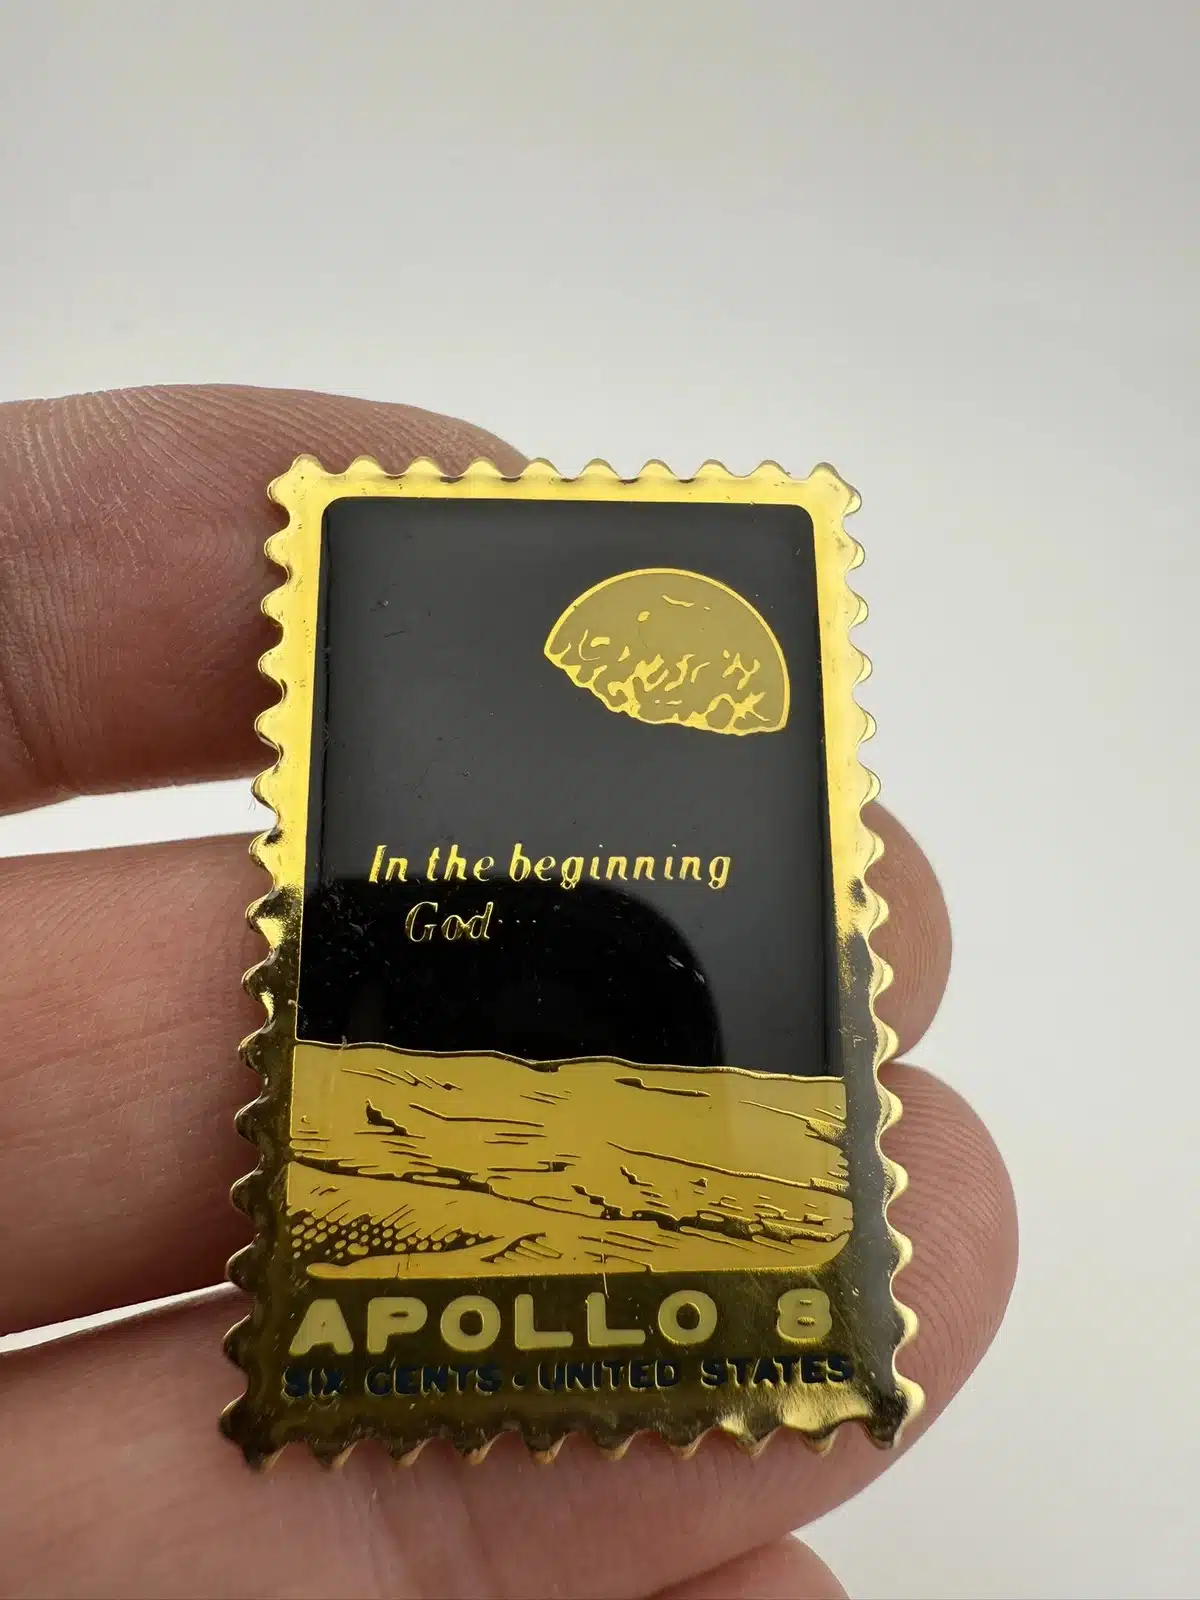 In the beginning
God...
APOLLO 8
SIX CENTS · UNITED STATES